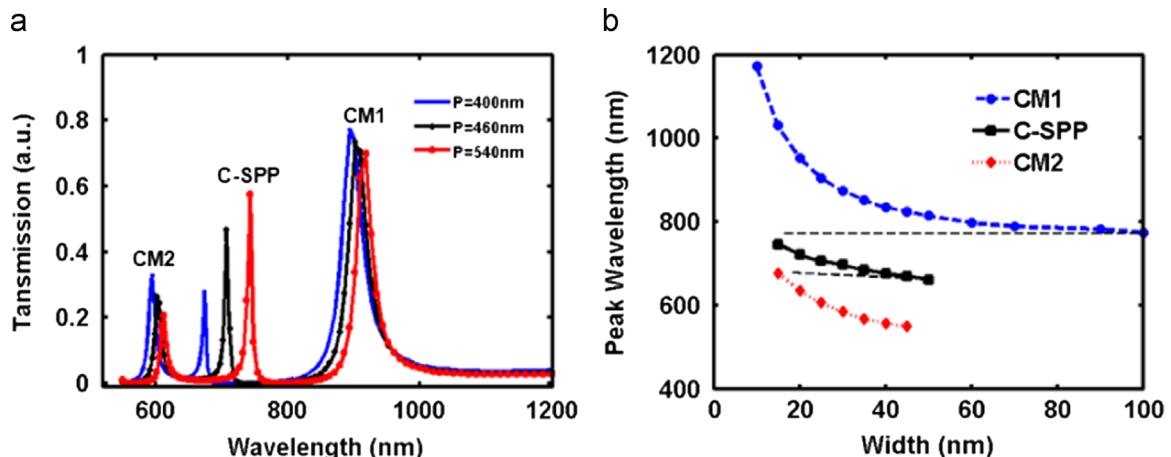 a
Tansmission (a.u.)
1
0.8
0.6
0.4
0.2
0
600
800
1000
1200
Wavelength (nm)
CM2
C-SPP
CM1
P=400nm
P=460nm
P=540nm
b
Peak Wavelength (nm)
1200
1000
800
600
400
0
20
40
60
80
100
Width (nm)
CM1
C-SPP
CM2